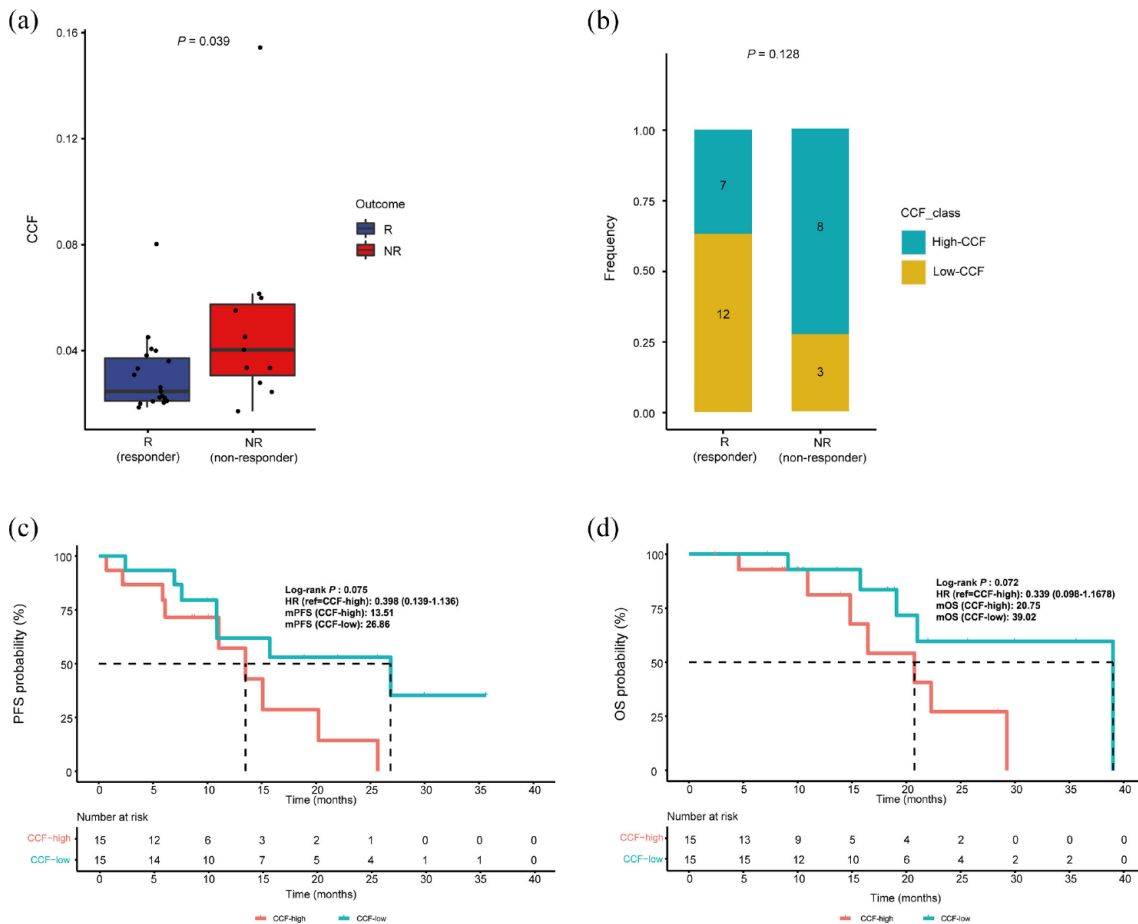 (a)
P = 0.039
0.16
0.12
0.08
0.04
CCF
R
(responder)
NR
(non-responder)
Outcome
R
NR
(b)
P = 0.128
1.00
0.75
0.50
0.25
0.00
Frequency
7
12
8
3
R
(responder)
NR
(non-responder)
CCF_class
High-CCF
Low-CCF
(c)
100
75
50
25
0
PFS probability (%)
Log-rank P : 0.075
HR (ref=CCF-high): 0.398 (0.139-1.136)
mPFS (CCF-high): 13.51
mPFS (CCF-low): 26.86
0 5 10 15 20 25 30 35 40
Time (months)
Number at risk
CCF-high 15 12 6 3 2 1 0 0 0
CCF-low 15 14 10 7 5 4 1 1 0
0 5 10 15 20 25 30 35 40
Time (months)
CCF-high CCF-low
(d)
100
75
50
25
0
OS probability (%)
Log-rank P : 0.072
HR (ref=CCF-high): 0.339 (0.098-1.1678)
mOS (CCF-high): 20.75
mOS (CCF-low): 39.02
0 5 10 15 20 25 30 35 40
Time (months)
Number at risk
CCF-high 15 13 9 5 4 2 0 0 0
CCF-low 15 15 12 10 6 4 2 2 0
0 5 10 15 20 25 30 35 40
Time (months)
CCF-high CCF-low